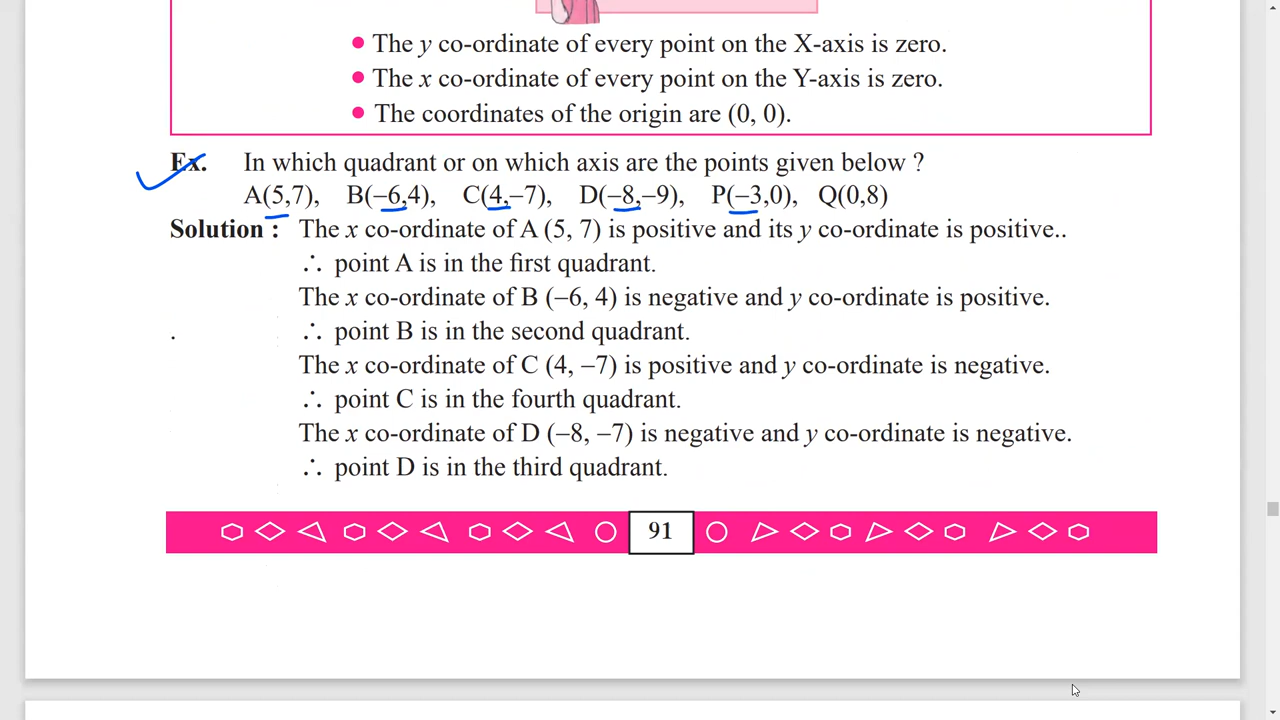 • The y co-ordinate of every point on the X-axis is zero.
• The x co-ordinate of every point on the Y-axis is zero.
• The coordinates of the origin are (0, 0).
Ex. In which quadrant or on which axis are the points given below ?
A(5,7), B(–6,4), C(4,–7), D(–8,–9), P(–3,0), Q(0,8)
Solution : The x co-ordinate of A (5, 7) is positive and its y co-ordinate is positive..
∴ point A is in the first quadrant.
The x co-ordinate of B (–6, 4) is negative and y co-ordinate is positive.
∴ point B is in the second quadrant.
The x co-ordinate of C (4, –7) is positive and y co-ordinate is negative.
∴ point C is in the fourth quadrant.
The x co-ordinate of D (–8, –7) is negative and y co-ordinate is negative.
∴ point D is in the third quadrant.
91